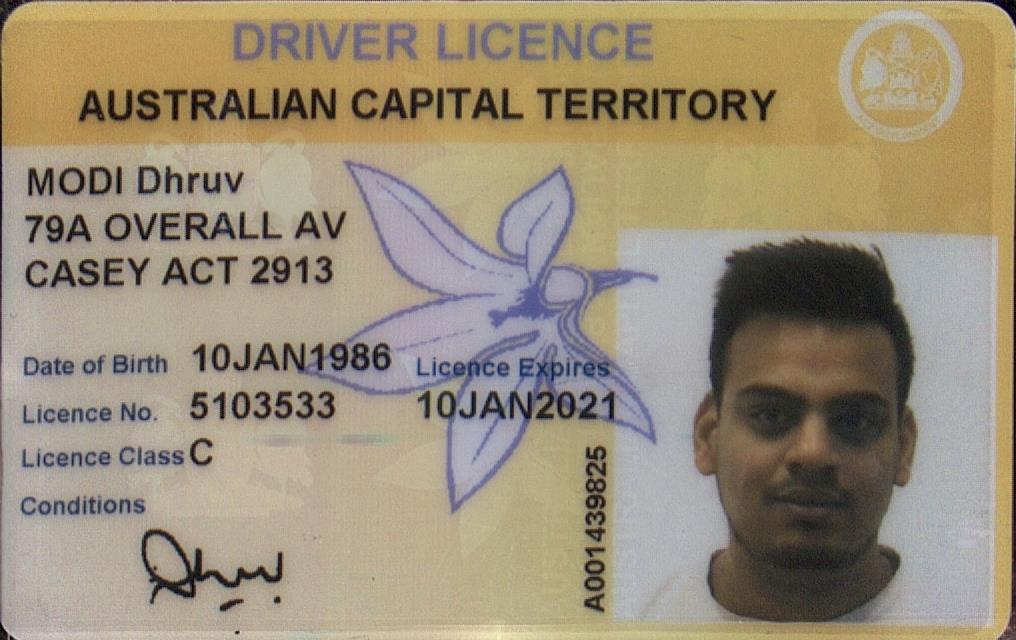 DRIVER LICENCE
AUSTRALIAN CAPITAL TERRITORY
MODI Dhruv
79A OVERALL AV
CASEY ACT 2913
Date of Birth 10JAN1986
Licence Expires
Licence No. 5103533
10JAN2021
Licence Class C
Conditions
A001439825
Dhruv